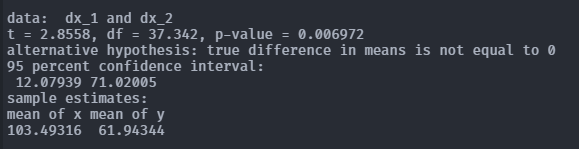 data:  dx_1 and dx_2
t = 2.8558, df = 37.342, p-value = 0.006972
alternative hypothesis: true difference in means is not equal to 0
95 percent confidence interval:
 12.07939 71.02005
sample estimates:
mean of x mean of y
103.49316  61.94344